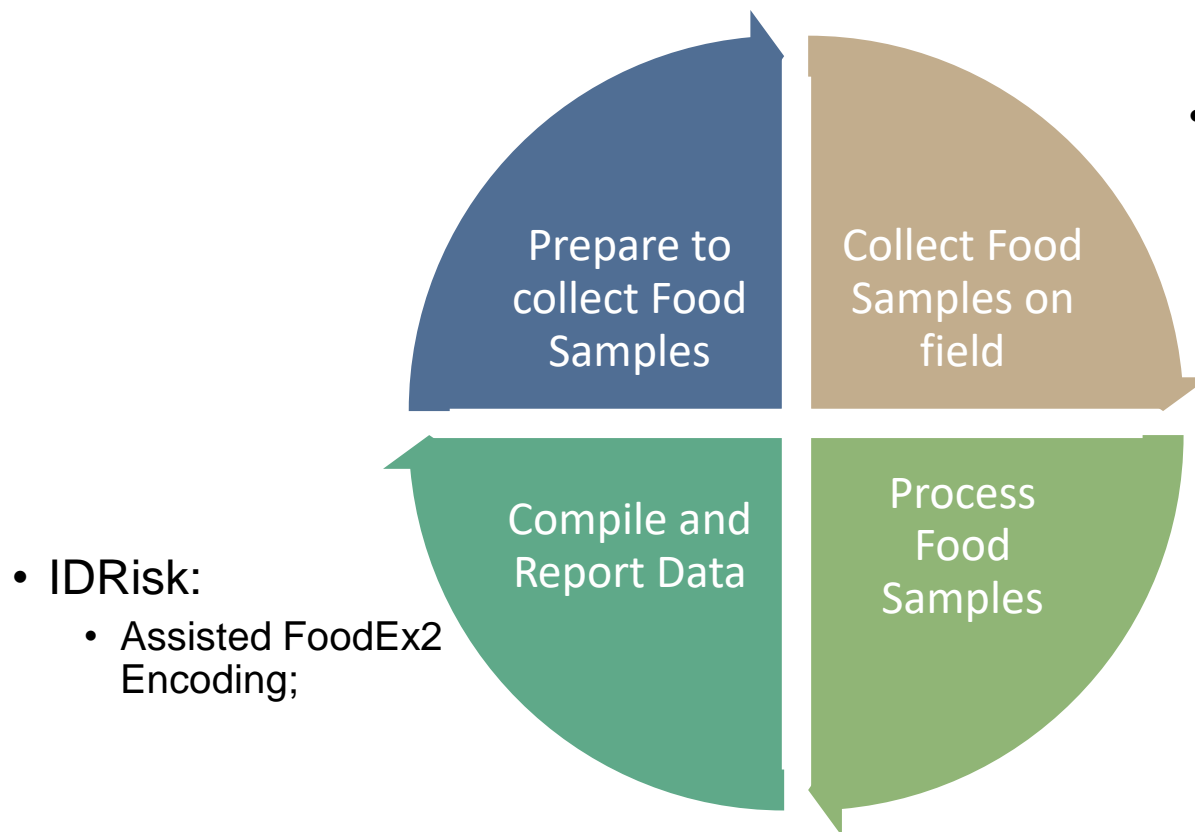 Prepare to
collect Food
Samples
Collect Food
Samples on
field
•
Compile and
Report Data
Process
Food
Samples
• IDRisk:
• Assisted FoodEx2
Encoding;